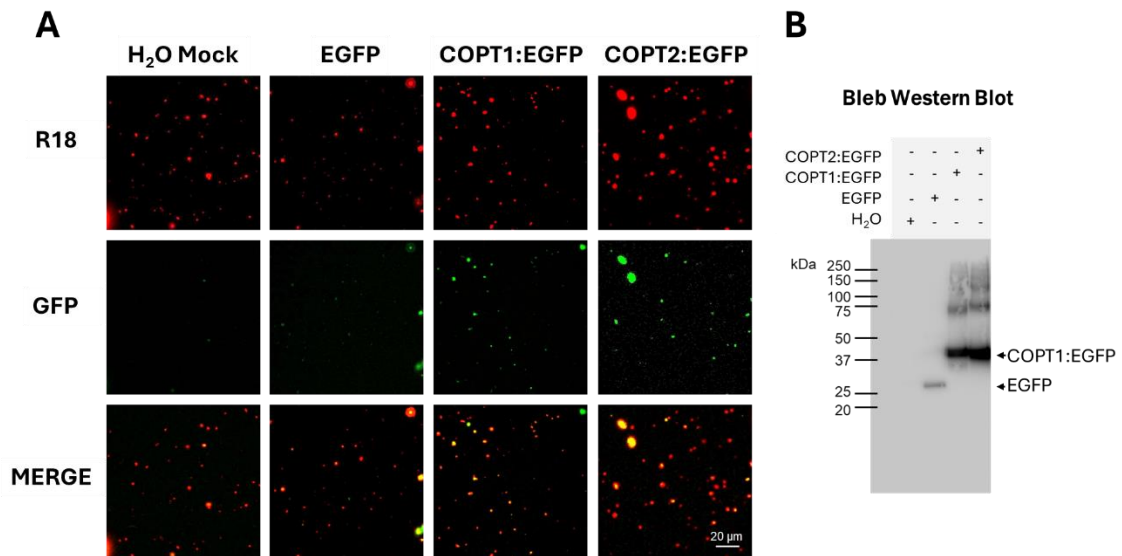 A
B
H₂O Mock
EGFP
COPT1:EGFP
COPT2:EGFP
R18
GFP
MERGE
20 µm
Bleb Western Blot
COPT2:EGFP - - - +
COPT1:EGFP - - + -
EGFP - + - -
H₂O + - - -
kDa
250
150
100
75
50
37
25
20
COPT1:EGFP
EGFP